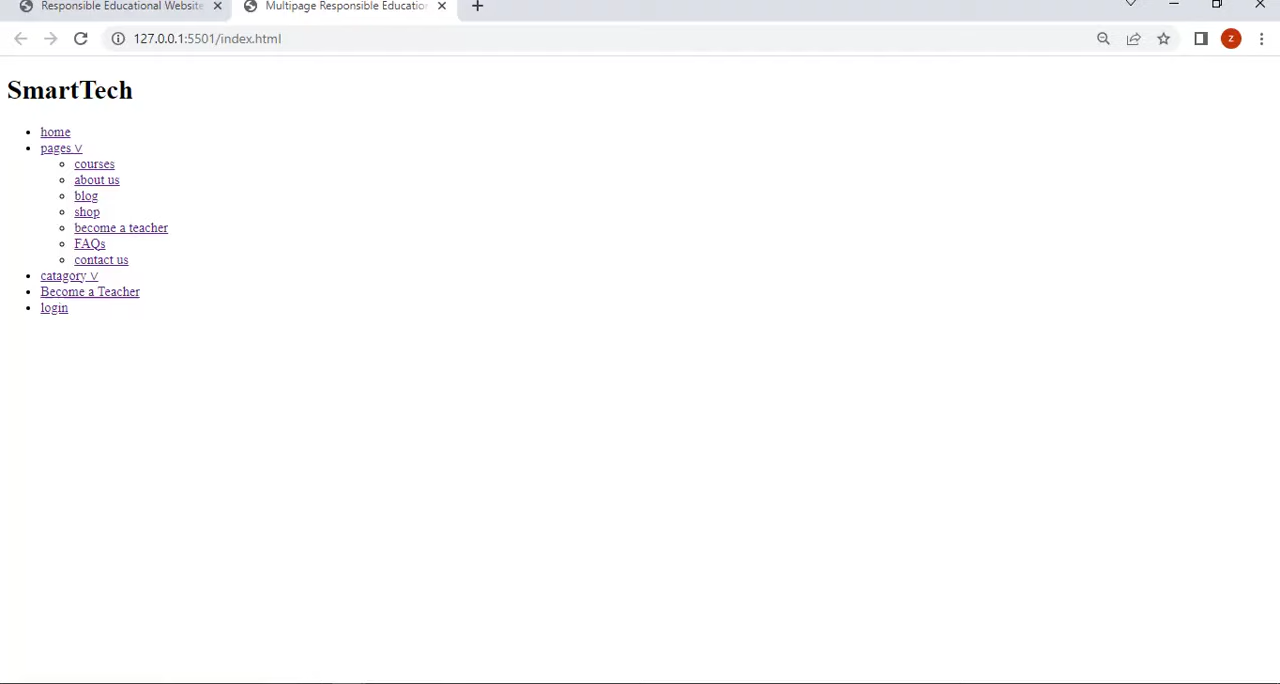 Responsible Educational Website
Multipage Responsible Education
127.0.0.1:5501/index.html
z
SmartTech
home
pages ∨
courses
about us
blog
shop
become a teacher
FAQs
contact us
catagory ∨
Become a Teacher
login